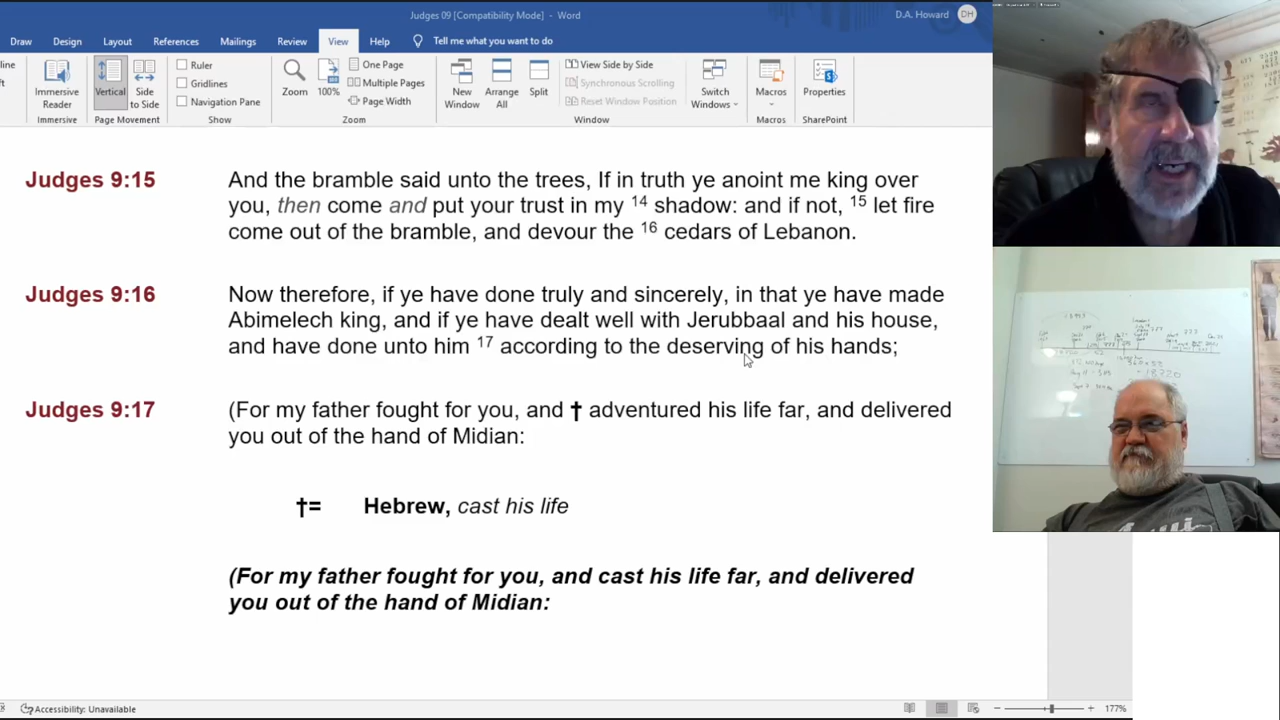 Judges 09 [Compatibility Mode] - Word
D.A. Howard DH
Draw Design Layout References Mailings Review View Help Tell me what you want to do
Ruler
Gridlines
Navigation Pane
One Page
Multiple Pages
Page Width
View Side by Side
Synchronous Scrolling
Reset Window Position
Immersive Reader
Vertical
Side to Side
Zoom
100%
New Window
Arrange All
Split
Switch Windows
Macros
Properties
Immersive Page Movement Show Zoom Window Macros SharePoint
Judges 9:15 And the bramble said unto the trees, If in truth ye anoint me king over
you, then come and put your trust in my 14 shadow: and if not, 15 let fire
come out of the bramble, and devour the 16 cedars of Lebanon.
Judges 9:16 Now therefore, if ye have done truly and sincerely, in that ye have made
Abimelech king, and if ye have dealt well with Jerubbaal and his house,
and have done unto him 17 according to the deserving of his hands;
Judges 9:17 (For my father fought for you, and † adventured his life far, and delivered
you out of the hand of Midian:
†= Hebrew, cast his life
(For my father fought for you, and cast his life far, and delivered
you out of the hand of Midian:
Accessibility: Unavailable
177%